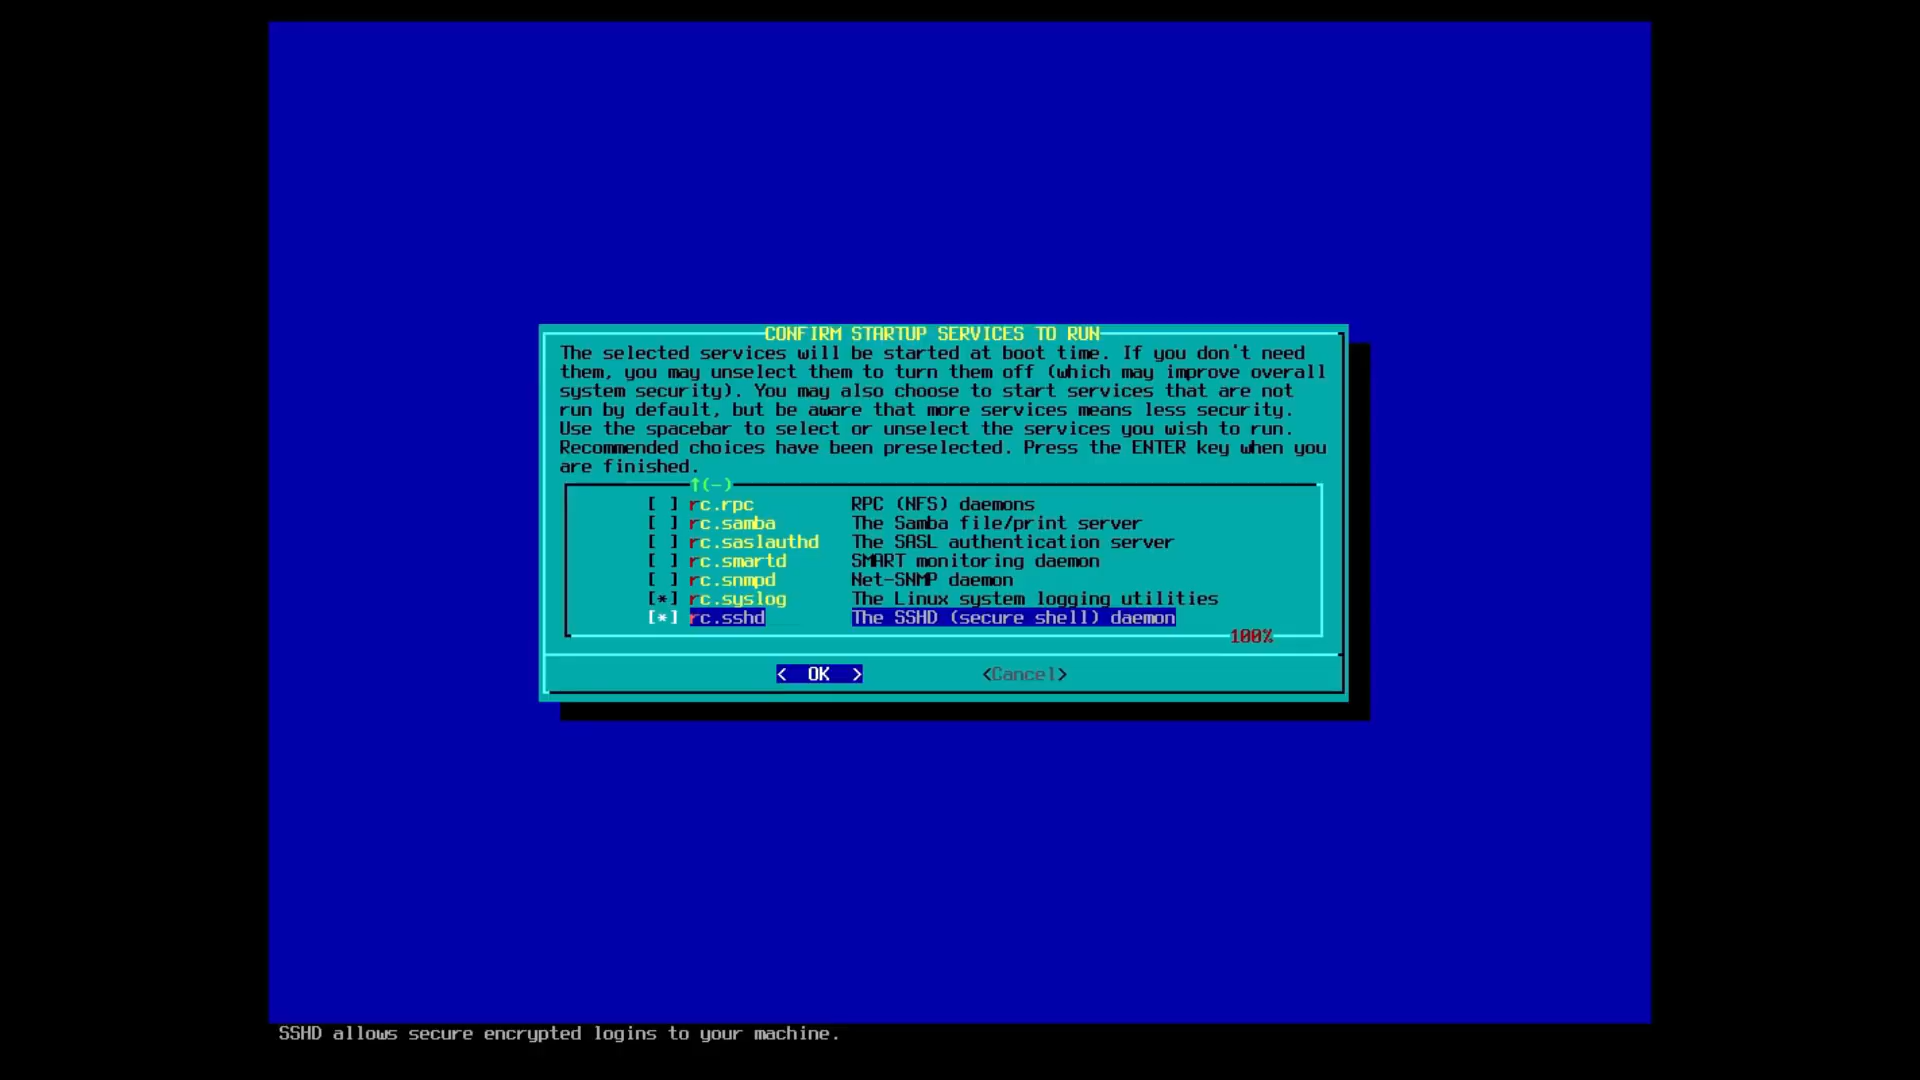 CONFIRM STARTUP SERVICES TO RUN
The selected services will be started at boot time. If you don't need
them, you may unselect them to turn them off (which may improve overall
system security). You may also choose to start services that are not
run by default, but be aware that more services means less security.
Use the spacebar to select or unselect the services you wish to run.
Recommended choices have been preselected. Press the ENTER key when you
are finished.
↑(-)
[ ] rc.rpc RPC (NFS) daemons
[ ] rc.samba The Samba file/print server
[ ] rc.saslauthd The SASL authentication server
[ ] rc.smartd SMART monitoring daemon
[ ] rc.snmpd Net-SNMP daemon
[*] rc.syslog The Linux system logging utilities
[*] rc.sshd The SSHD (secure shell) daemon
100%
< OK > <Cancel>
SSHD allows secure encrypted logins to your machine.